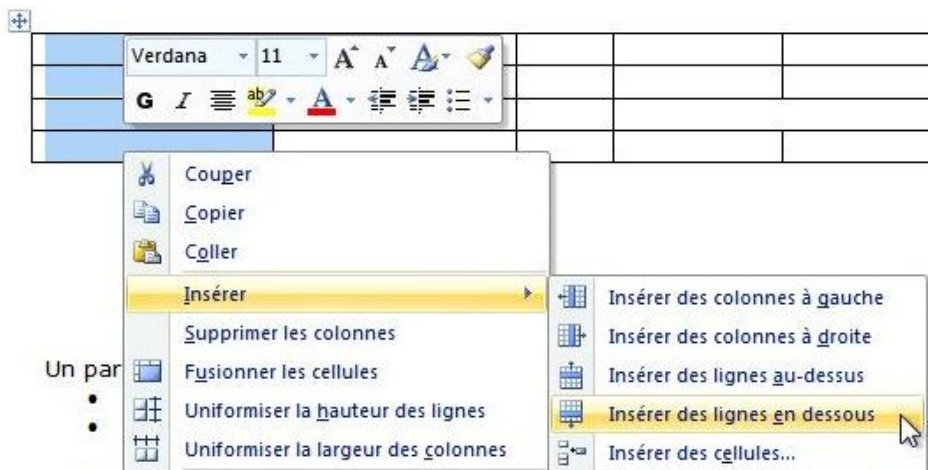 Verdana 11 A A A
G I ab A
Couper
Copier
Coller
Insérer
Insérer des colonnes à gauche
Supprimer les colonnes
Insérer des colonnes à droite
Un par
Fusionner les cellules
Insérer des lignes au-dessus
Uniformiser la hauteur des lignes
Insérer des lignes en dessous
Uniformiser la largeur des colonnes
Insérer des cellules...